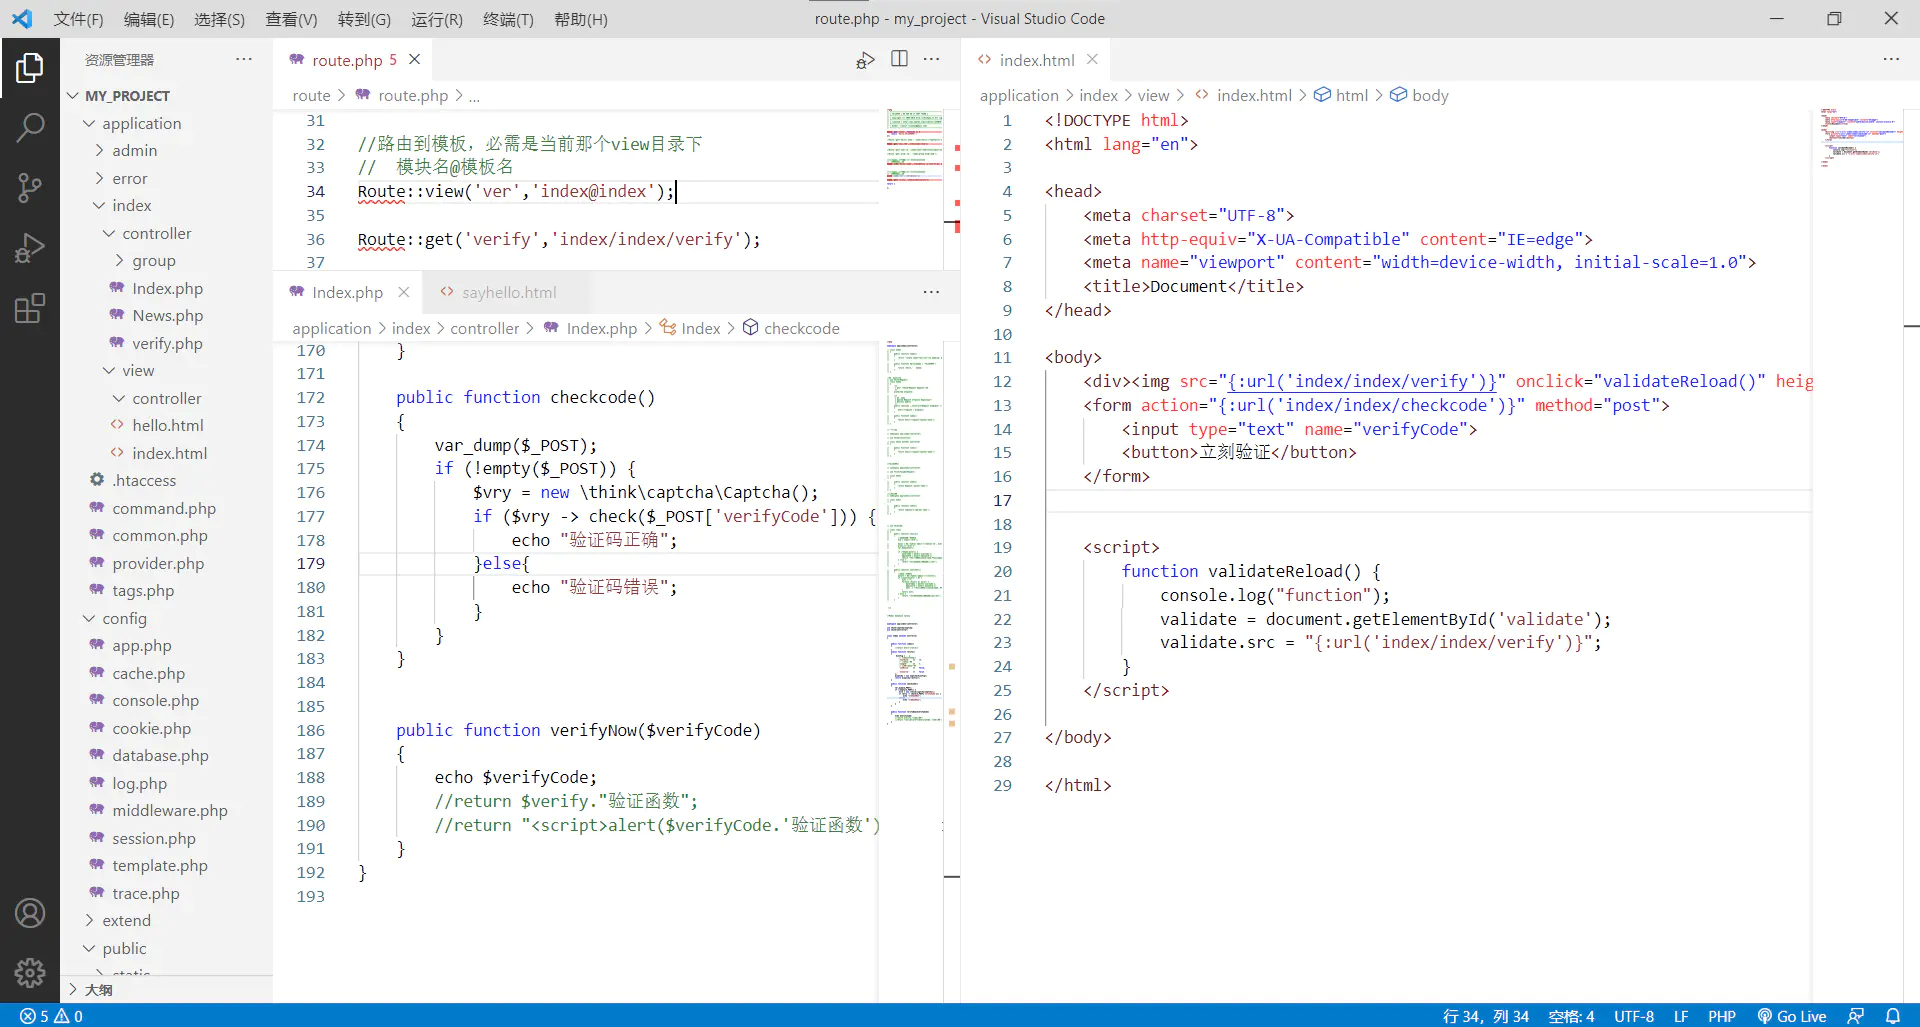 文件(F) 编辑(E) 选择(S) 查看(V) 转到(G) 运行(R) 终端(T) 帮助(H)
route.php - my_project - Visual Studio Code
资源管理器
MY_PROJECT
application
admin
error
index
controller
group
Index.php
News.php
verify.php
view
controller
hello.html
index.html
.htaccess
command.php
common.php
provider.php
tags.php
config
app.php
cache.php
console.php
cookie.php
database.php
log.php
middleware.php
session.php
template.php
trace.php
extend
public
static
大纲
route.php 5
route > route.php > ...
31
32 //路由到模板，必需是当前那个view目录下
33 // 模块名@模板名
34 Route::view('ver','index@index');
35
36 Route::get('verify','index/index/verify');
37
Index.php sayhello.html
application > index > controller > Index.php > Index > checkcode
170 }
171
172 public function checkcode()
173 {
174 var_dump($_POST);
175 if (!empty($_POST)) {
176 $vry = new \think\captcha\Captcha();
177 if ($vry -> check($_POST['verifyCode'])) {
178 echo "验证码正确";
179 }else{
180 echo "验证码错误";
181 }
182 }
183 }
184
185
186 public function verifyNow($verifyCode)
187 {
188 echo $verifyCode;
189 //return $verify."验证函数";
190 //return "<script>alert($verifyCode.'验证函数')
191 }
192 }
193
index.html
application > index > view > index.html > html > body
1 <!DOCTYPE html>
2 <html lang="en">
3
4 <head>
5 <meta charset="UTF-8">
6 <meta http-equiv="X-UA-Compatible" content="IE=edge">
7 <meta name="viewport" content="width=device-width, initial-scale=1.0">
8 <title>Document</title>
9 </head>
10
11 <body>
12 <div><img src="{:url('index/index/verify')}" onclick="validateReload()" heig
13 <form action="{:url('index/index/checkcode')}" method="post">
14 <input type="text" name="verifyCode">
15 <button>立刻验证</button>
16 </form>
17
18
19 <script>
20 function validateReload() {
21 console.log("function");
22 validate = document.getElementById('validate');
23 validate.src = "{:url('index/index/verify')}";
24 }
25 </script>
26
27 </body>
28
29 </html>
5 0
行 34，列 34 空格: 4 UTF-8 LF PHP Go Live